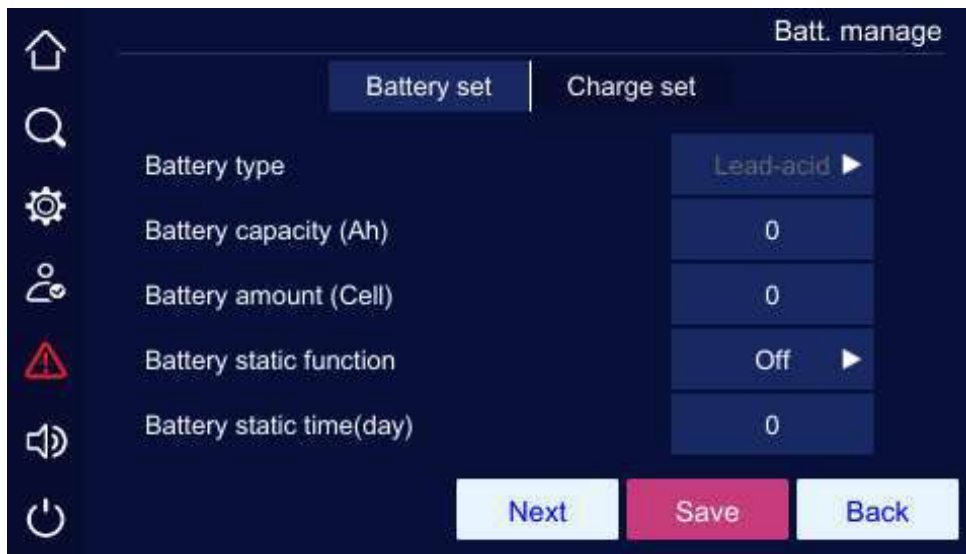 Batt. manage
Battery set Charge set
Battery type Lead-acid
Battery capacity (Ah) 0
Battery amount (Cell) 0
Battery static function Off
Battery static time(day) 0
Next Save Back